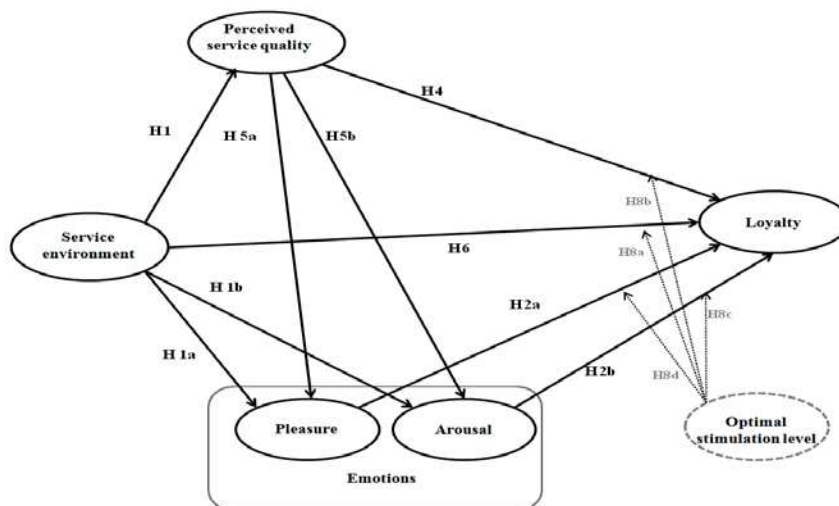 Perceived
service quality
H4
H1
H 5a
H5b
H8b
Loyalty
Service
environment
H6
H8a
H 1b
H2a
H8c
H 1a
H2b
H8d
Pleasure
Arousal
Optimal
stimulation level
Emotions